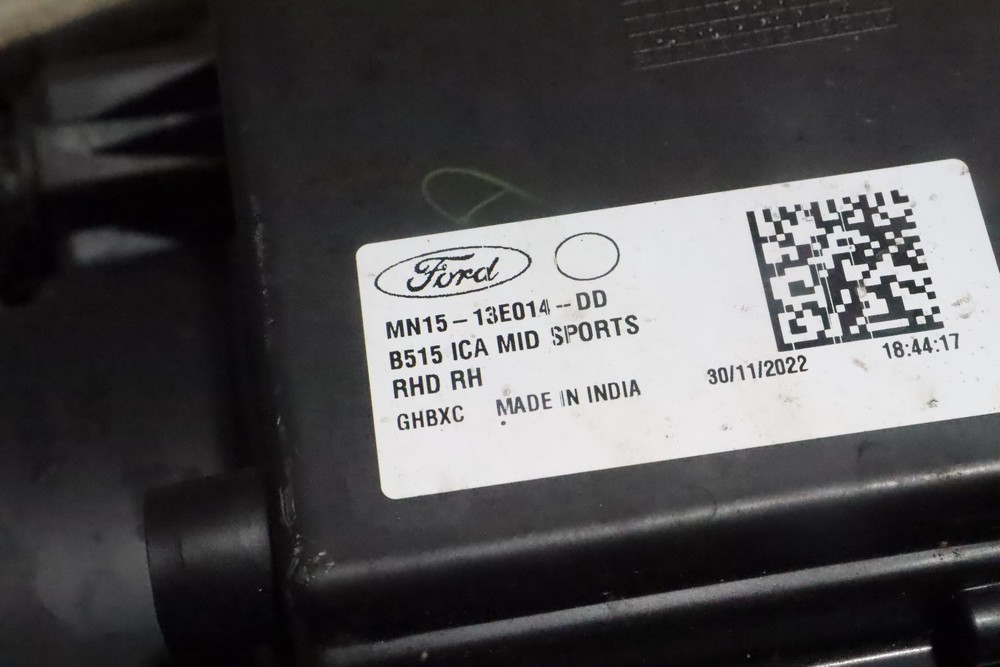 Ford
MN15-13E014-DD
B515 ICA MID SPORTS
RHD RH
GHBXC MADE IN INDIA
30/11/2022 18:44:17